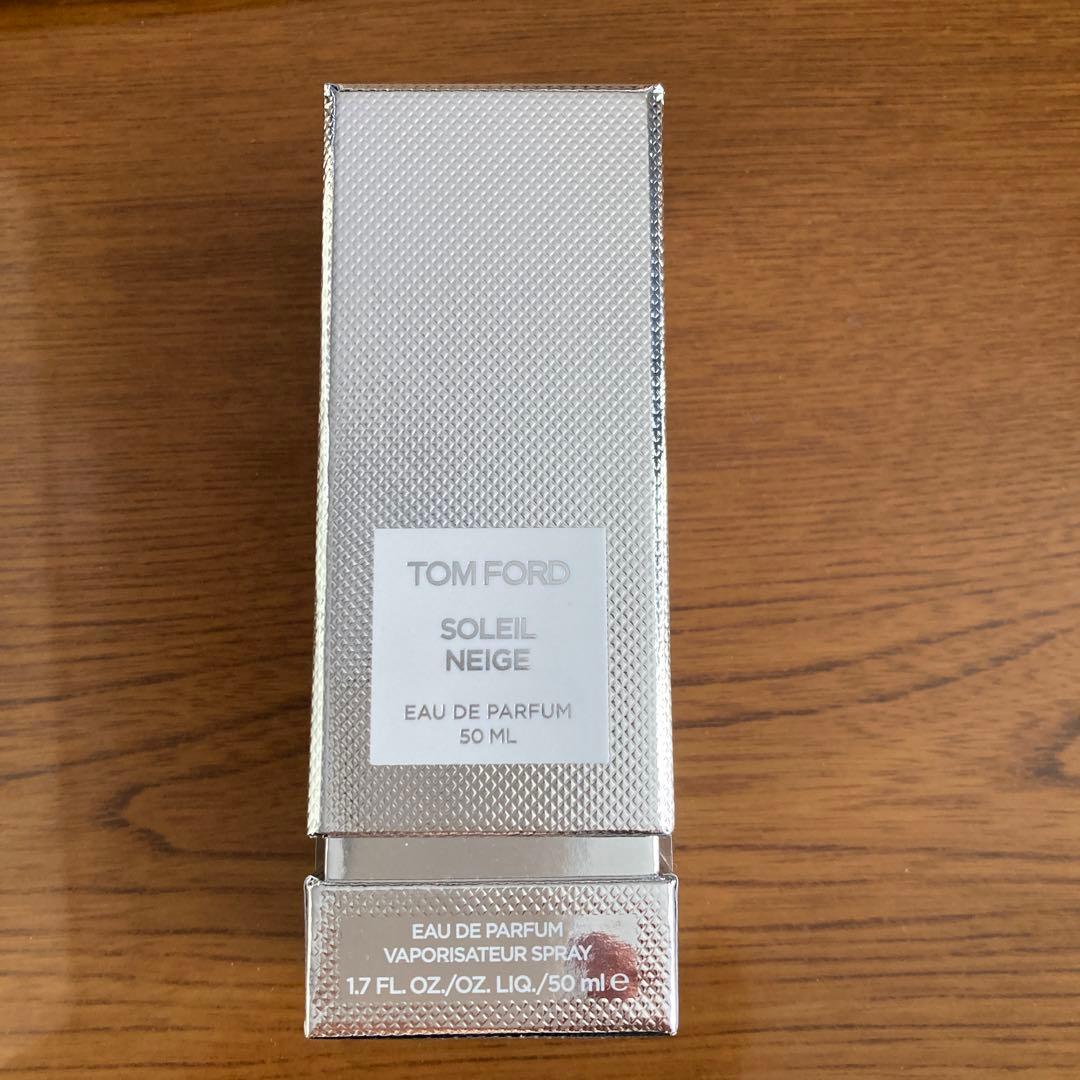 TOM FORD
SOLEIL
NEIGE
EAU DE PARFUM
50 ML
EAU DE PARFUM
VAPORISATEUR SPRAY
1.7 FL. OZ./OZ. LIQ./50 ml ℮